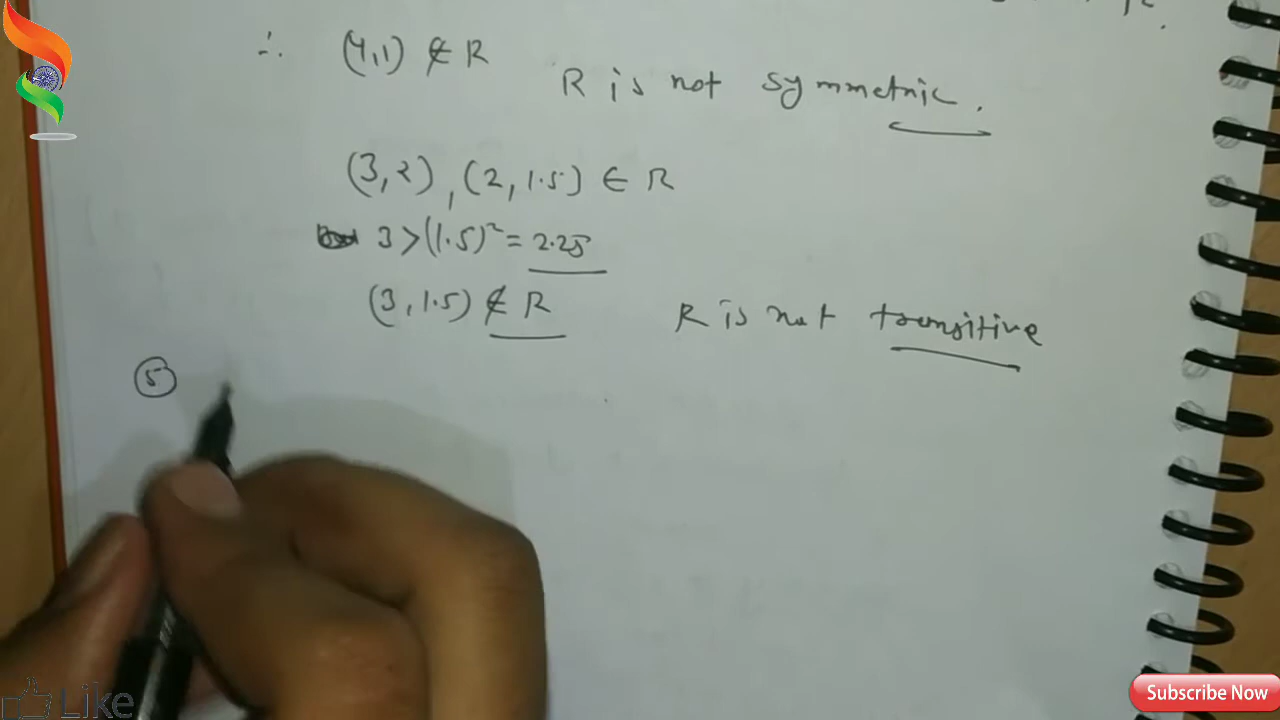 ∴ (4,1) ∉ R
R is not symmetric.
(3,2), (2,1.5) ∈ R
3 > (1.5)² = 2.25
(3,1.5) ∉ R
R is not transitive
⑤
Like
Subscribe Now